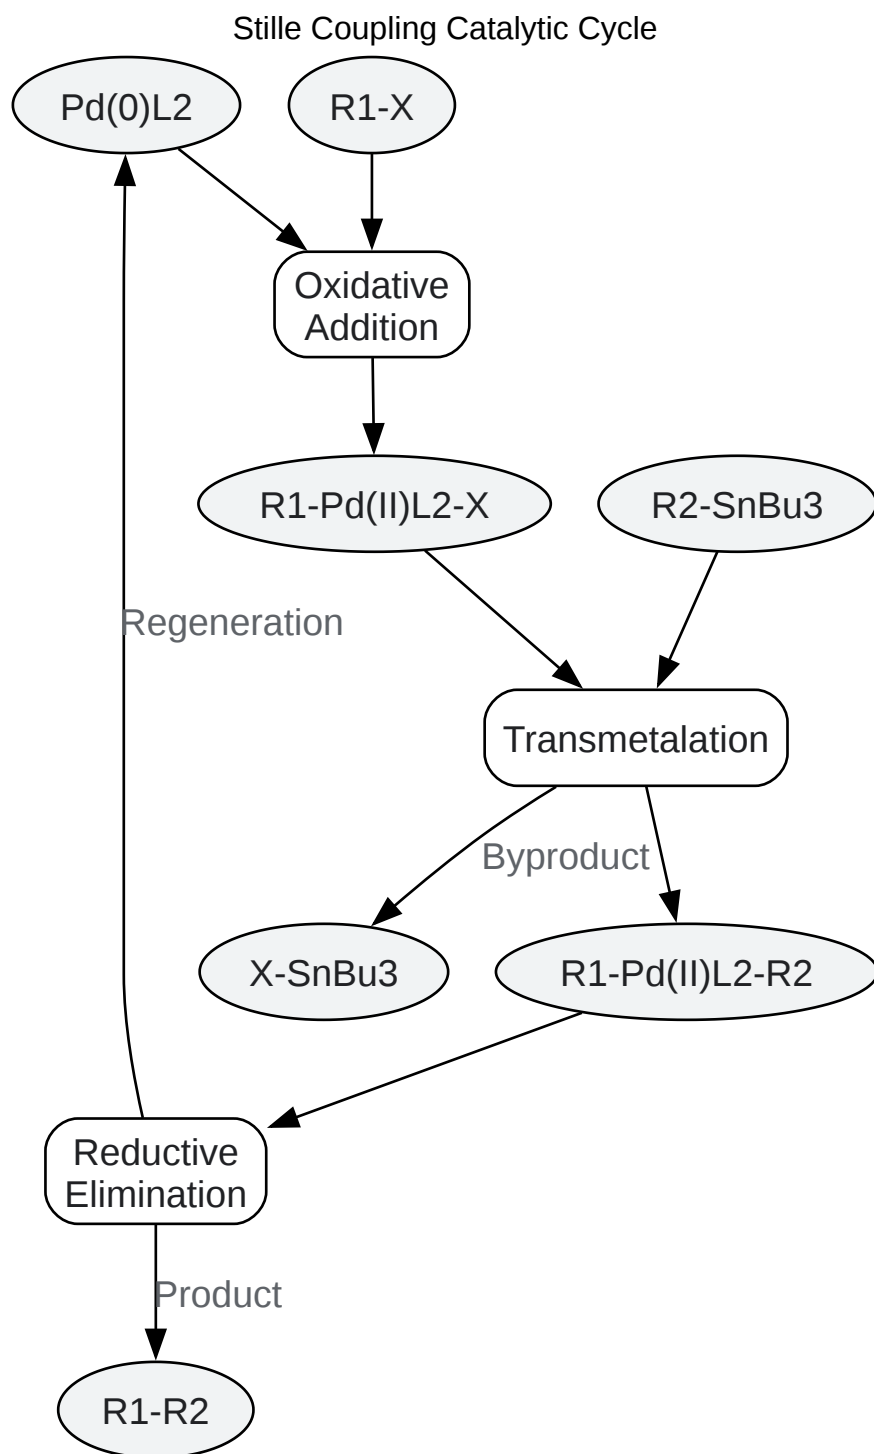 Stille Coupling Catalytic Cycle
Pd(0)L2
R1-X
Oxidative
Addition
R1-Pd(II)L2-X
R2-SnBu3
Regeneration
Transmetalation
Byproduct
X-SnBu3
R1-Pd(II)L2-R2
Reductive
Elimination
Product
R1-R2